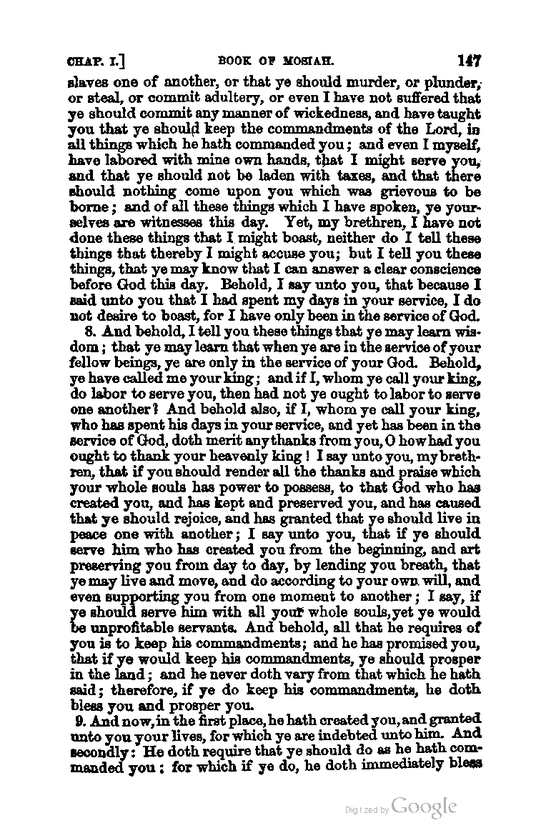 CHAP. I.] BOOK OF MOSIAH. 147
slaves one of another, or that ye should murder, or plunder,
or steal, or commit adultery, or even I have not suffered that
ye should commit any manner of wickedness, and have taught
you that ye should keep the commandments of the Lord, in
all things which he hath commanded you; and even I myself,
have labored with mine own hands, that I might serve you,
and that ye should not be laden with taxes, and that there
should nothing come upon you which was grievous to be
borne; and of all these things which I have spoken, ye your-
selves are witnesses this day. Yet, my brethren, I have not
done these things that I might boast, neither do I tell these
things that thereby I might accuse you; but I tell you these
things, that ye may know that I can answer a clear conscience
before God this day. Behold, I say unto you, that because I
said unto you that I had spent my days in your service, I do
not desire to boast, for I have only been in the service of God.
8. And behold, I tell you these things that ye may learn wis-
dom; that ye may learn that when ye are in the service of your
fellow beings, ye are only in the service of your God. Behold,
ye have called me your king; and if I, whom ye call your king,
do labor to serve you, then had not ye ought to labor to serve
one another? And behold also, if I, whom ye call your king,
who has spent his days in your service, and yet has been in the
service of God, doth merit any thanks from you, O how had you
ought to thank your heavenly king! I say unto you, my breth-
ren, that if you should render all the thanks and praise which
your whole souls has power to possess, to that God who has
created you, and has kept and preserved you, and has caused
that ye should rejoice, and has granted that ye should live in
peace one with another; I say unto you, that if ye should
serve him who has created you from the beginning, and art
preserving you from day to day, by lending you breath, that
ye may live and move, and do according to your own will, and
even supporting you from one moment to another; I say, if
ye should serve him with all your whole souls, yet ye would
be unprofitable servants. And behold, all that he requires of
you is to keep his commandments; and he has promised you,
that if ye would keep his commandments, ye should prosper
in the land; and he never doth vary from that which he hath
said; therefore, if ye do keep his commandments, he doth
bless you and prosper you.
9. And now, in the first place, he hath created you, and granted
unto you your lives, for which ye are indebted unto him. And
secondly: He doth require that ye should do as he hath com-
manded you; for which if ye do, he doth immediately bless
Digitized by Google